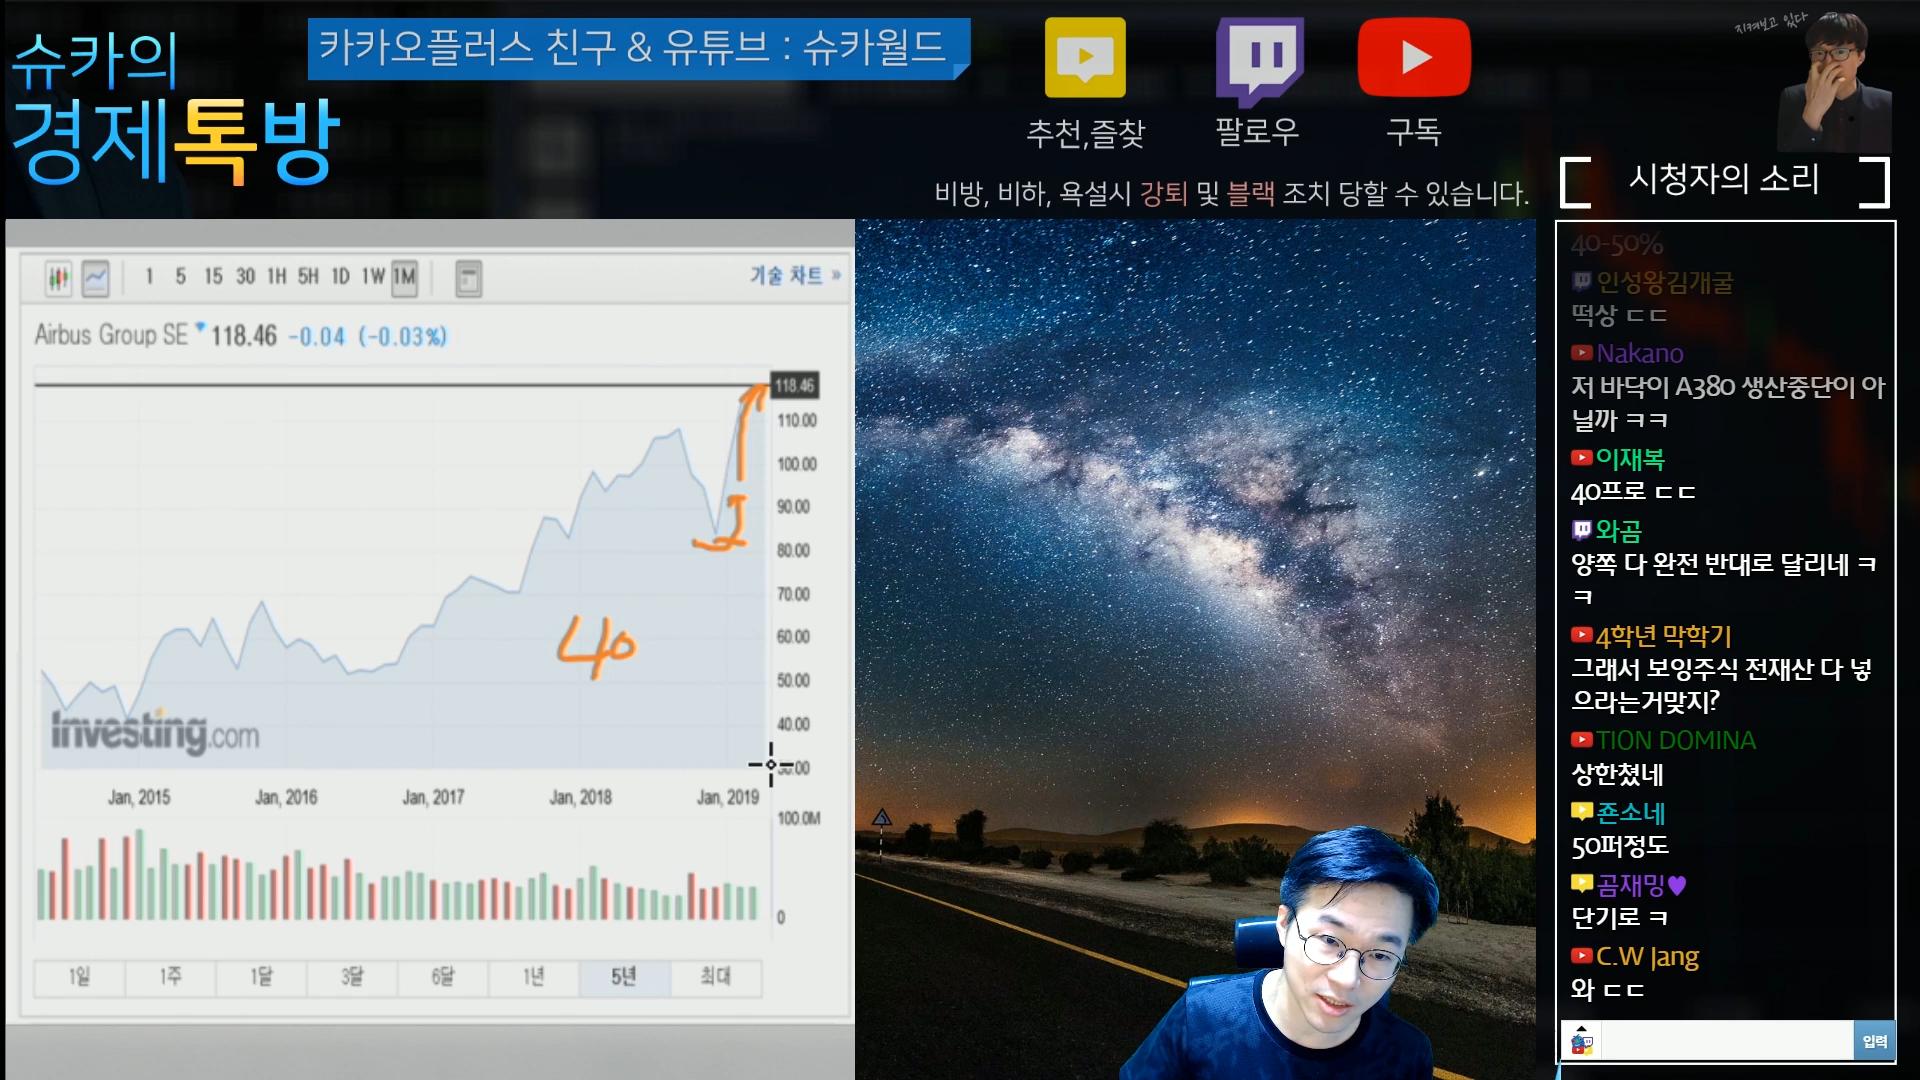 슈카의
경제톡방
카카오플러스 친구 & 유튜브 : 슈카월드
추천,즐찾
팔로우
구독
비방, 비하, 욕설시 강퇴 및 블랙 조치 당할 수 있습니다.
지켜보고 있다
시청자의 소리
1 5 15 30 1H 5H 1D 1W 1M
기술 차트 »
Airbus Group SE 118.46 -0.04 (-0.03%)
118.46
110.00
100.00
90.00
80.00
70.00
60.00
50.00
40.00
30.00
40
Investing.com
Jan, 2015 Jan, 2016 Jan, 2017 Jan, 2018 Jan, 2019
100.0M
0
1일 1주 1달 3달 6달 1년 5년 최대
40-50%
인성왕김개굴
떡상 ㄷㄷ
Nakano
저 바닥이 A380 생산중단이 아
닐까 ㅋㅋ
이재복
40프로 ㄷㄷ
와곰
양쪽 다 완전 반대로 달리네 ㅋ
ㅋ
4학년 막학기
그래서 보잉주식 전재산 다 넣
으라는거맞지?
TION DOMINA
상한쳤네
죤소네
50퍼정도
곰재밍♥
단기로 ㅋ
C.W Jang
와 ㄷㄷ
입력